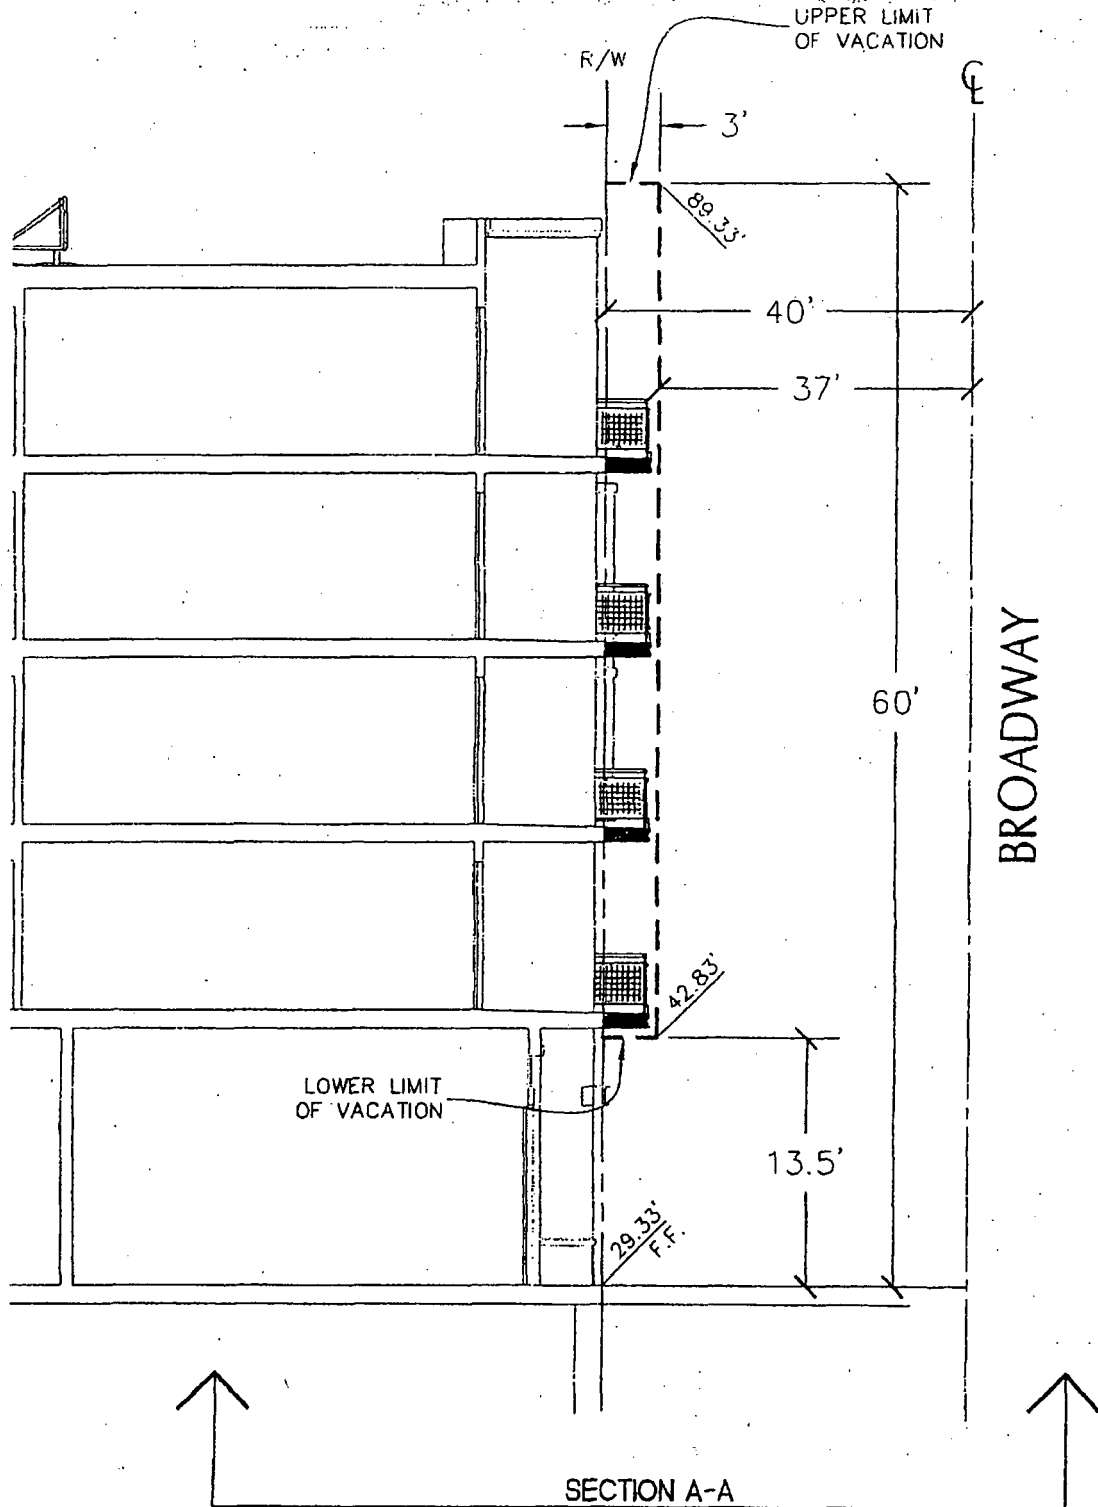 UPPER LIMIT
OF VACATION
R/W
℄
3'
89.33'
40'
37'
60'
BROADWAY
42.83'
LOWER LIMIT
OF VACATION
13.5'
29.33'
F.F.
SECTION A-A